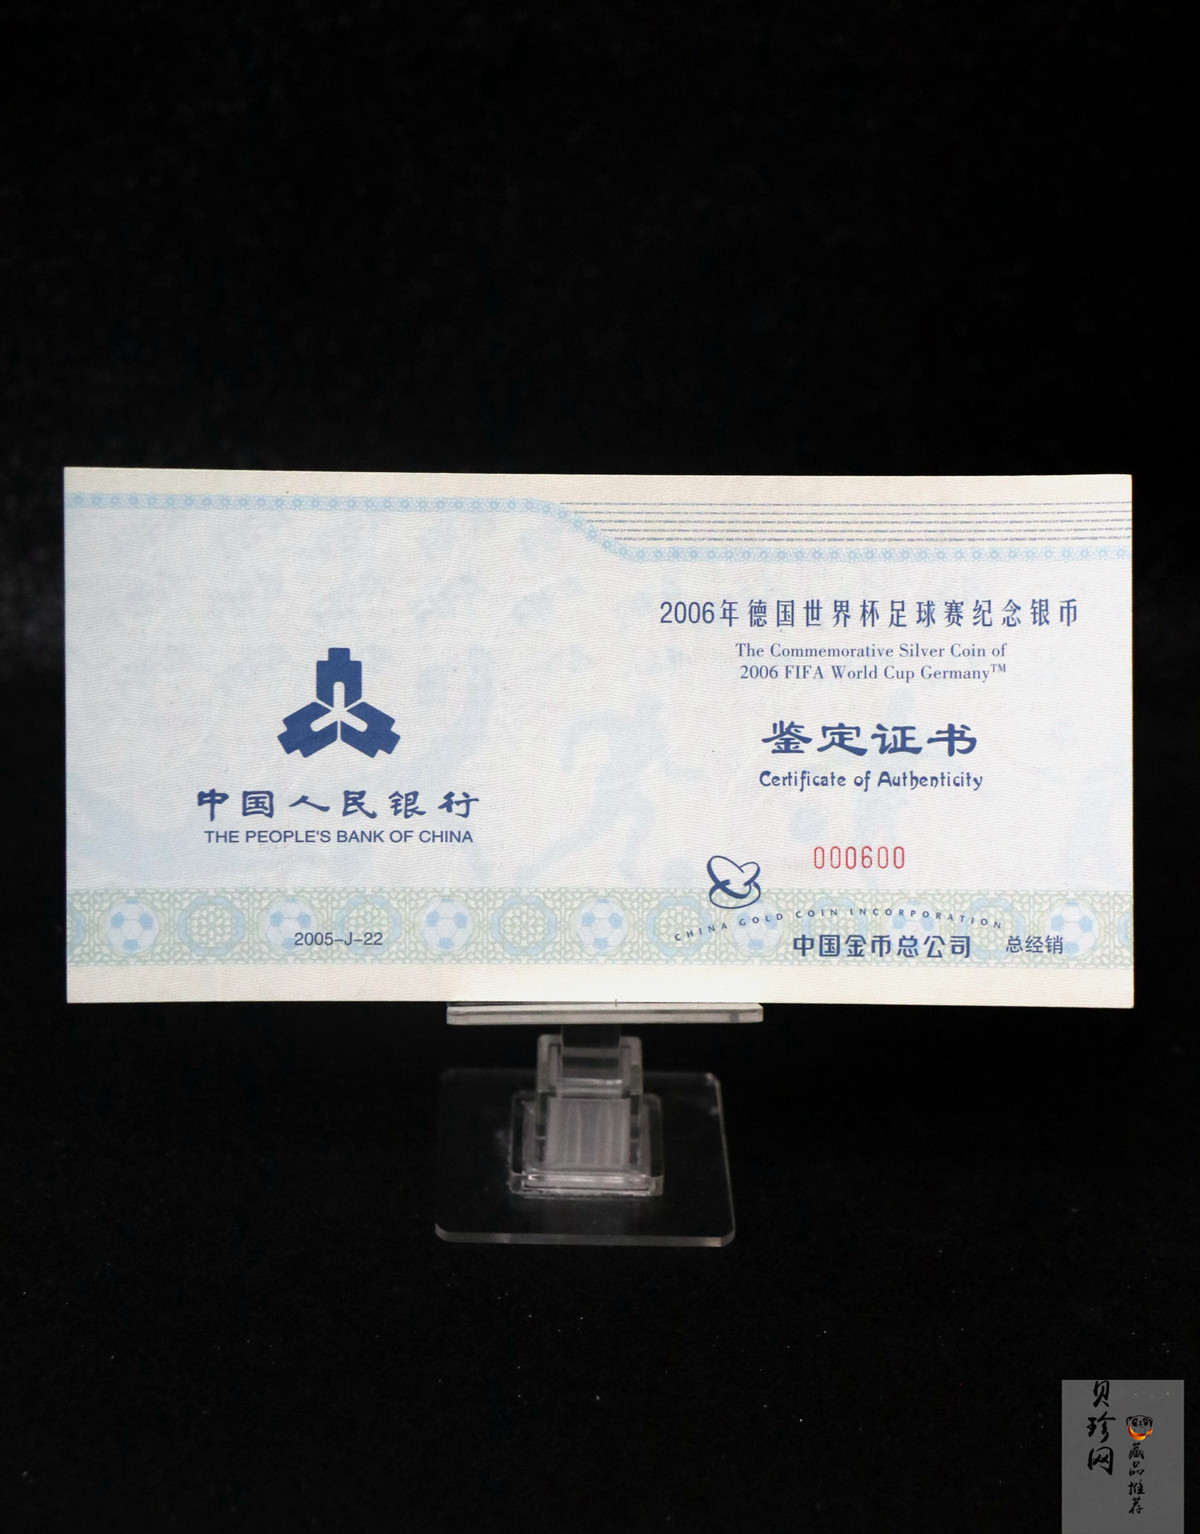 2006年德国世界杯足球赛纪念银币
The Commemorative Silver Coin of
2006 FIFA World Cup Germany™
鉴定证书
Certificate of Authenticity
000600
CHINA GOLD COIN INCORPORATION
中国金币总公司 总经销
中国人民银行
THE PEOPLE'S BANK OF CHINA
2005-J-22
贝珍网
藏品推荐